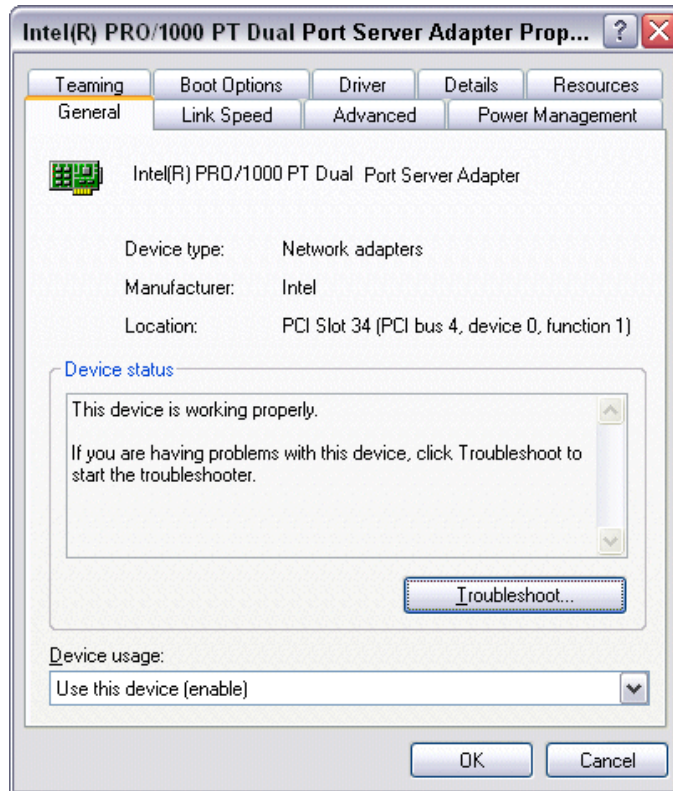 Intel(R) PRO/1000 PT Dual Port Server Adapter Prop...
Teaming
Boot Options
Driver
Details
Resources
General
Link Speed
Advanced
Power Management
Intel(R) PRO/1000 PT Dual Port Server Adapter
Device type: Network adapters
Manufacturer: Intel
Location: PCI Slot 34 (PCI bus 4, device 0, function 1)
Device status
This device is working properly.
If you are having problems with this device, click Troubleshoot to
start the troubleshooter.
Troubleshoot...
Device usage:
Use this device (enable)
OK
Cancel